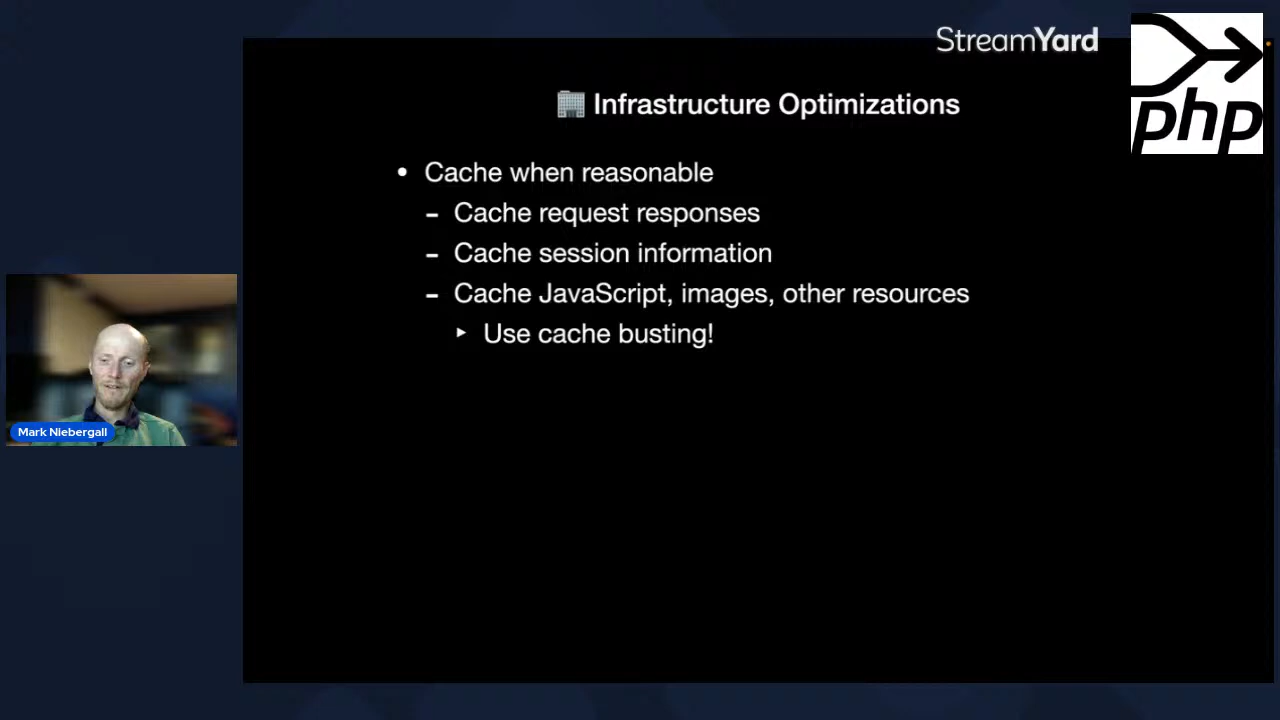 StreamYard
php
Infrastructure Optimizations
• Cache when reasonable
– Cache request responses
– Cache session information
– Cache JavaScript, images, other resources
‣ Use cache busting!
Mark Niebergall